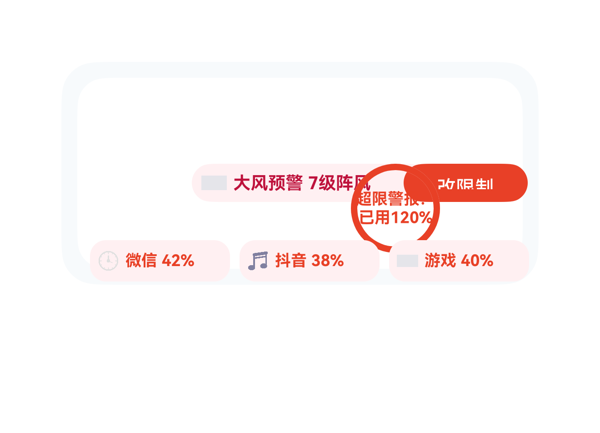 大风预警 7级阵风
改限制
超限警报!
已用120%
微信 42%
抖音 38%
游戏 40%